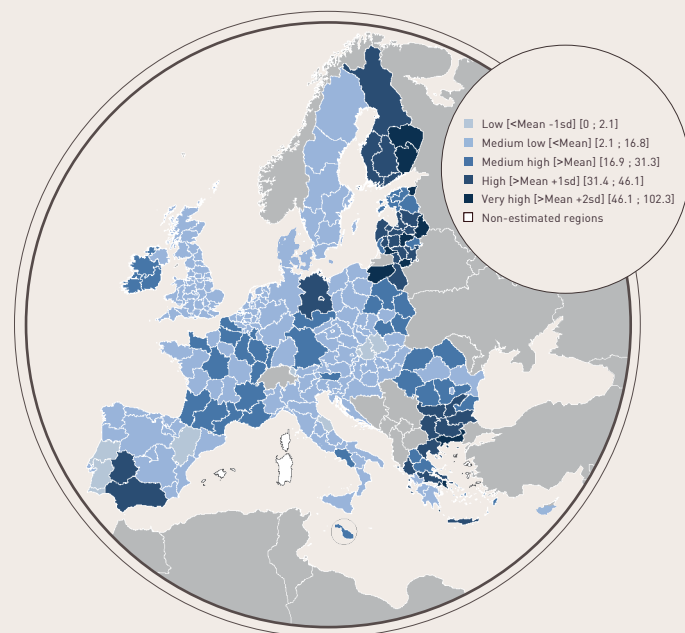 Low [<Mean -1sd] [0 ; 2.1]
Medium low [<Mean] [2.1 ; 16.8]
Medium high [>Mean] [16.9 ; 31.3]
High [>Mean +1sd] [31.4 ; 46.1]
Very high [>Mean +2sd] [46.1 ; 102.3]
Non-estimated regions